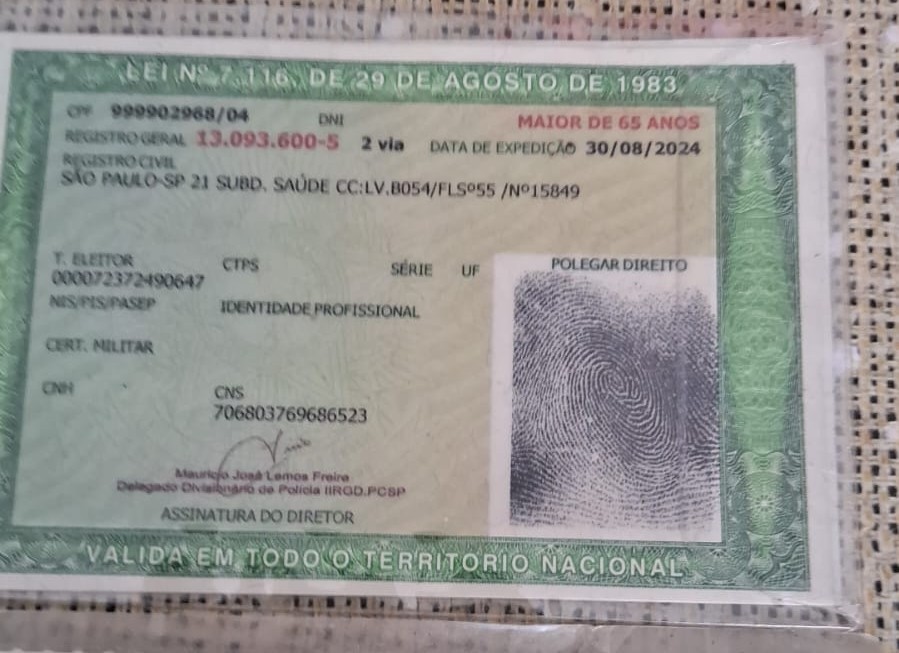 LEI Nº 7.116, DE 29 DE AGOSTO DE 1983
CPF 999902968/04 DNI MAIOR DE 65 ANOS
REGISTRO GERAL 13.093.600-5 2 via DATA DE EXPEDIÇÃO 30/08/2024
REGISTRO CIVIL
SÃO PAULO-SP 21 SUBD. SAÚDE CC:LV.B054/FLSº55 /Nº15849
T. ELEITOR CTPS SÉRIE UF POLEGAR DIREITO
000072372490647
NIS/PIS/PASEP IDENTIDADE PROFISSIONAL
CERT. MILITAR
CNH CNS
706803769686523
Mauricio José Lemos Freire
Delegado Divisionário de Polícia IIRGD.PCSP
ASSINATURA DO DIRETOR
VALIDA EM TODO O TERRITORIO NACIONAL